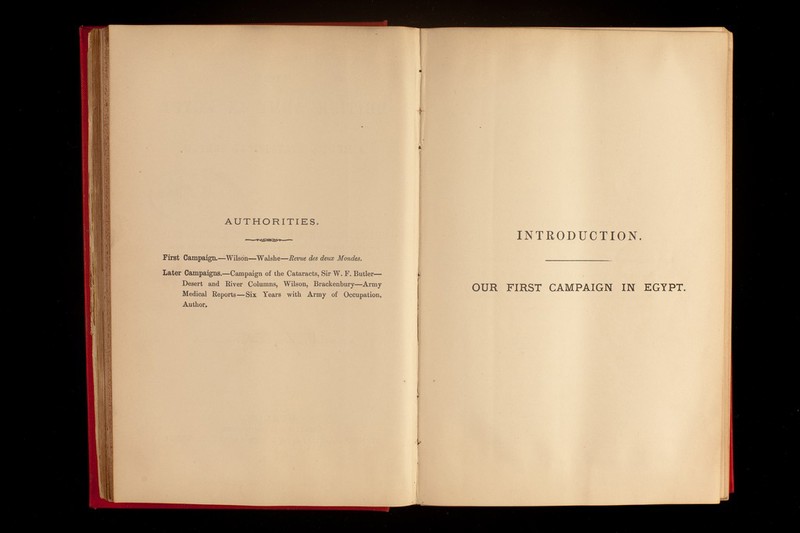 AUTHORITIES.
First Campaign.—Wilson—Walshe—Revue des deux Mondes.
Later Campaigns.—Campaign of the Cataracts, Sir W. F. Butler—
Desert and River Columns, Wilson, Brackenbury—Army
Medical Reports—Six Years with Army of Occupation,
Author.
INTRODUCTION.
OUR FIRST CAMPAIGN IN EGYPT.